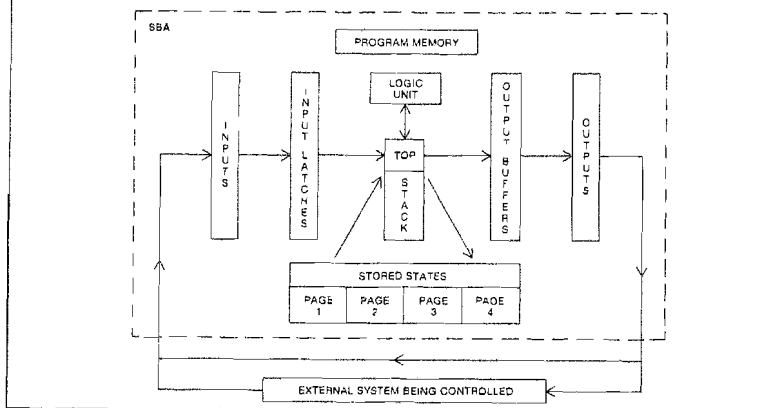 SBA
PROGRAM MEMORY
INPUTS
INPUT LATCHES
LOGIC
UNIT
TOP
STACK
OUTPUT BUFFERS
OUTPUTS
STORED STATES
PAGE
1
PAGE
2
PAGE
3
PAGE
4
EXTERNAL SYSTEM BEING CONTROLLED